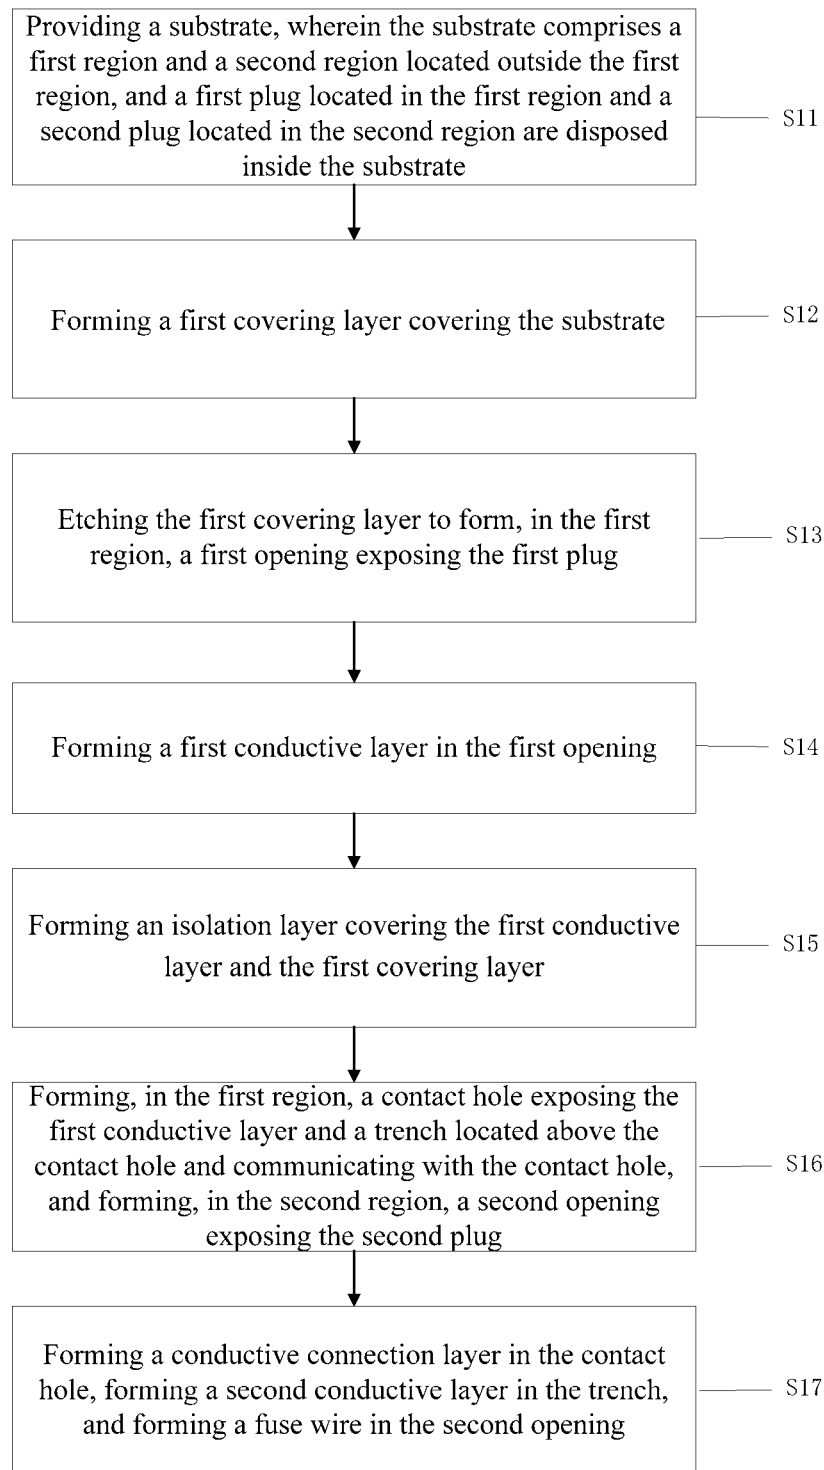 Providing a substrate, wherein the substrate comprises a
first region and a second region located outside the first
region, and a first plug located in the first region and a
second plug located in the second region are disposed
inside the substrate
S11
Forming a first covering layer covering the substrate
S12
Etching the first covering layer to form, in the first
region, a first opening exposing the first plug
S13
Forming a first conductive layer in the first opening
S14
Forming an isolation layer covering the first conductive
layer and the first covering layer
S15
Forming, in the first region, a contact hole exposing the
first conductive layer and a trench located above the
contact hole and communicating with the contact hole,
and forming, in the second region, a second opening
exposing the second plug
S16
Forming a conductive connection layer in the contact
hole, forming a second conductive layer in the trench,
and forming a fuse wire in the second opening
S17